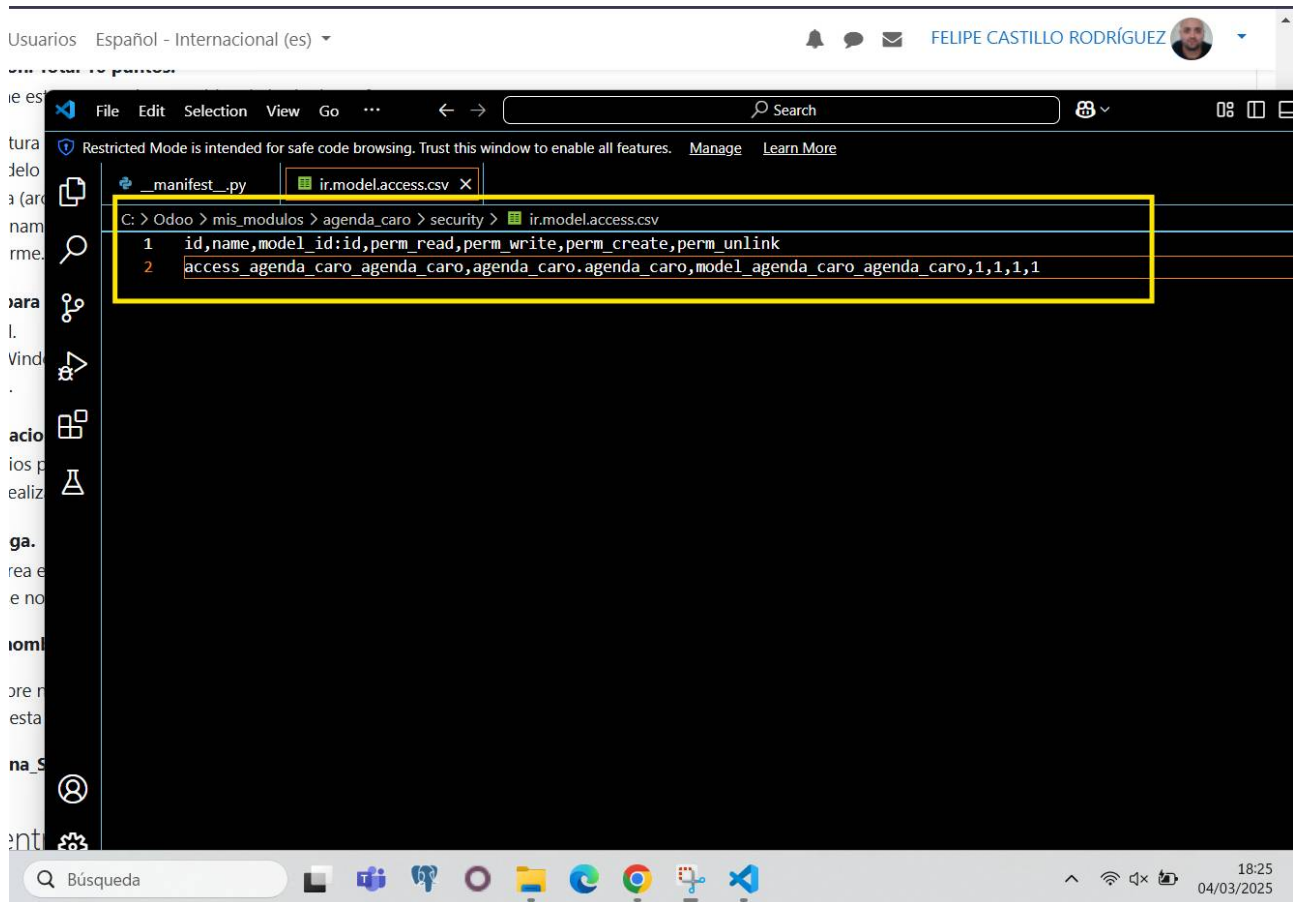 Usuarios Español - Internacional (es)
FELIPE CASTILLO RODRÍGUEZ
File Edit Selection View Go ··· Search
Restricted Mode is intended for safe code browsing. Trust this window to enable all features. Manage Learn More
__manifest__.py ir.model.access.csv
C: > Odoo > mis_modulos > agenda_caro > security > ir.model.access.csv
1 id,name,model_id:id,perm_read,perm_write,perm_create,perm_unlink
2 access_agenda_caro_agenda_caro,agenda_caro.agenda_caro,model_agenda_caro_agenda_caro,1,1,1,1
Búsqueda
18:25
04/03/2025